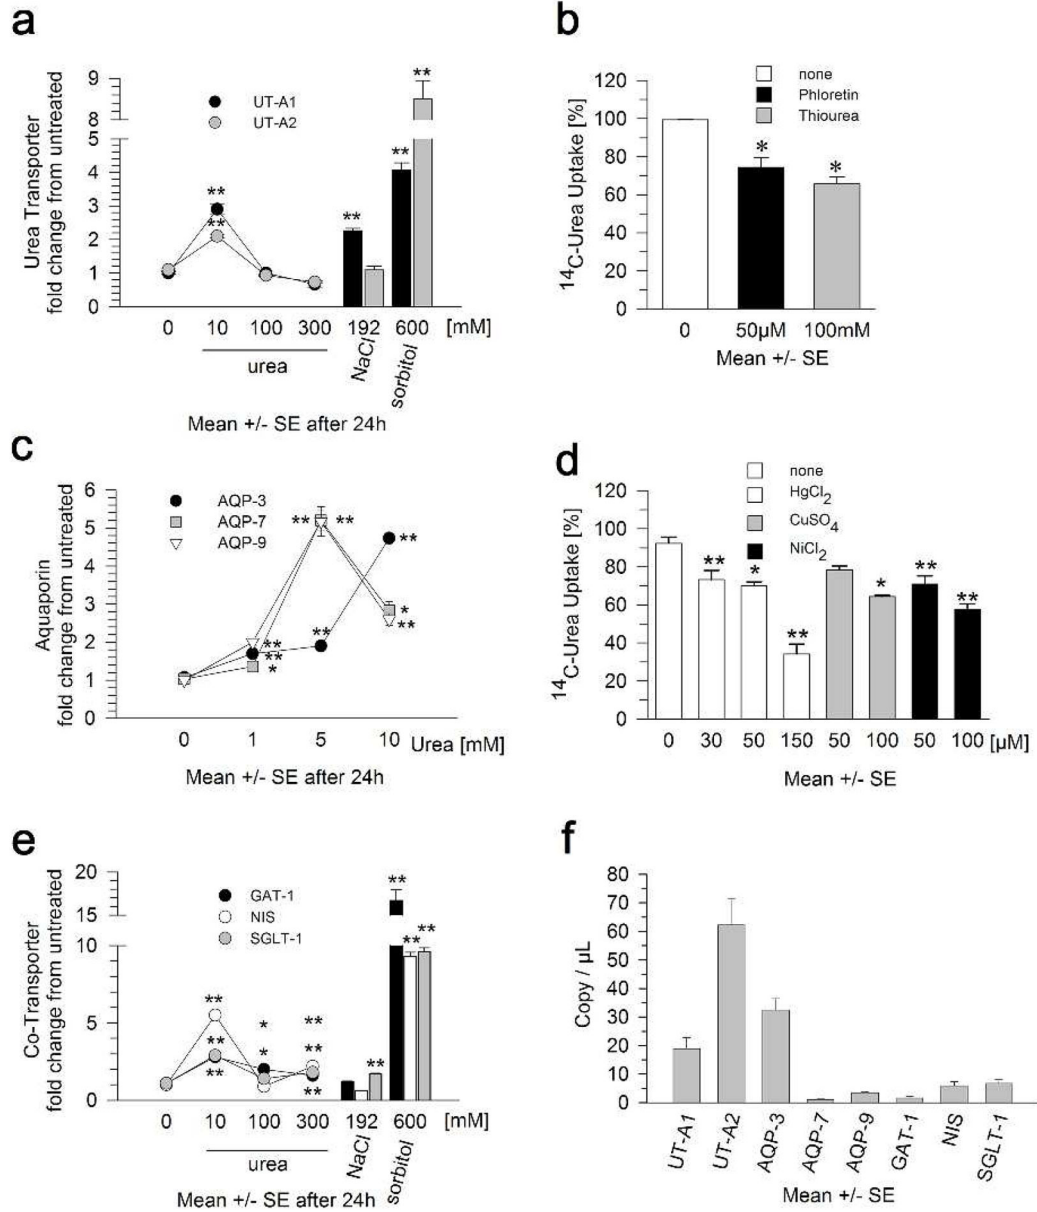 a
Urea Transporter
fold change from untreated
9
8
5
4
3
2
1
0
UT-A1
UT-A2
**
**
**
**
**
0 10 100 300 192 600 [mM]
urea
NaCl
sorbitol
Mean +/- SE after 24h
b
14C-Urea Uptake [%]
120
100
80
60
40
20
0
none
Phloretin
Thiourea
*
*
0 50µM 100mM
Mean +/- SE
c
Aquaporin
fold change from untreated
6
5
4
3
2
1
0
AQP-3
AQP-7
AQP-9
** **
**
**
**
*
**
*
**
0 1 5 10 Urea [mM]
Mean +/- SE after 24h
d
14C-Urea Uptake [%]
120
100
80
60
40
20
0
none
HgCl2
CuSO4
NiCl2
** * ** * ** **
0 30 50 150 50 100 50 100 [µM]
Mean +/- SE
e
Co-Transporter
fold change from untreated
20
15
10
5
0
GAT-1
NIS
SGLT-1
**
**
**
*
*
**
**
**
**
**
**
**
0 10 100 300 192 600 [mM]
urea
NaCl
sorbitol
Mean +/- SE after 24h
f
Copy / µL
80
70
60
50
40
30
20
10
0
UT-A1
UT-A2
AQP-3
AQP-7
AQP-9
GAT-1
NIS
SGLT-1
Mean +/- SE